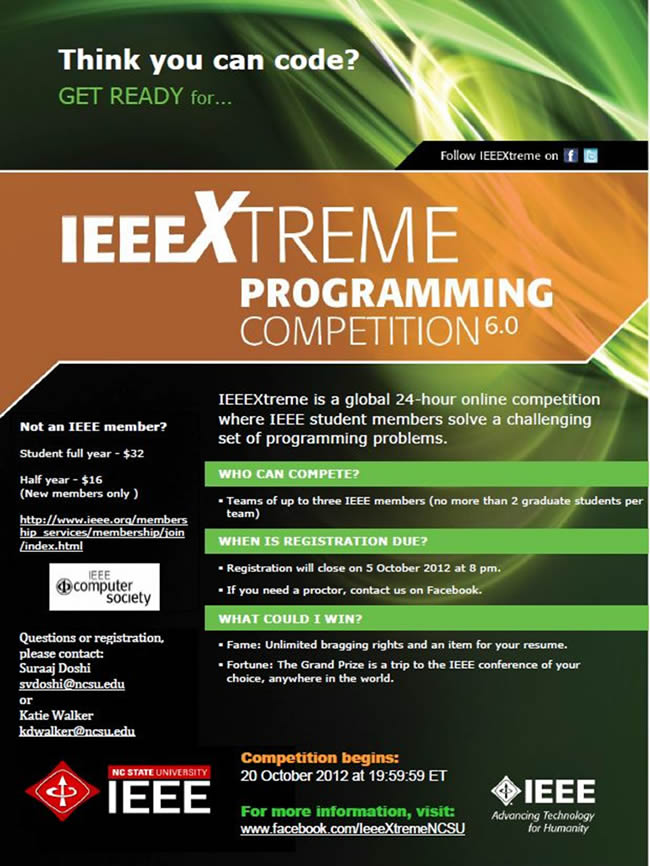 Think you can code?
GET READY for...
Follow IEEEXtreme on
IEEEXTREME
PROGRAMMING
COMPETITION 6.0
IEEEXtreme is a global 24-hour online competition
where IEEE student members solve a challenging
set of programming problems.
Not an IEEE member?
Student full year - $32
Half year - $16
(New members only )
http://www.ieee.org/members
hip_services/membership/join
/index.html
IEEE
computer
society
Questions or registration,
please contact:
Suraaj Doshi
svdoshi@ncsu.edu
or
Katie Walker
kdwalker@ncsu.edu
WHO CAN COMPETE?
▪ Teams of up to three IEEE members (no more than 2 graduate students per
team)
WHEN IS REGISTRATION DUE?
▪ Registration will close on 5 October 2012 at 8 pm.
▪ If you need a proctor, contact us on Facebook.
WHAT COULD I WIN?
▪ Fame: Unlimited bragging rights and an item for your resume.
▪ Fortune: The Grand Prize is a trip to the IEEE conference of your
choice, anywhere in the world.
NC STATE UNIVERSITY
IEEE
Competition begins:
20 October 2012 at 19:59:59 ET
For more information, visit:
www.facebook.com/IeeeXtremeNCSU
IEEE
Advancing Technology
for Humanity